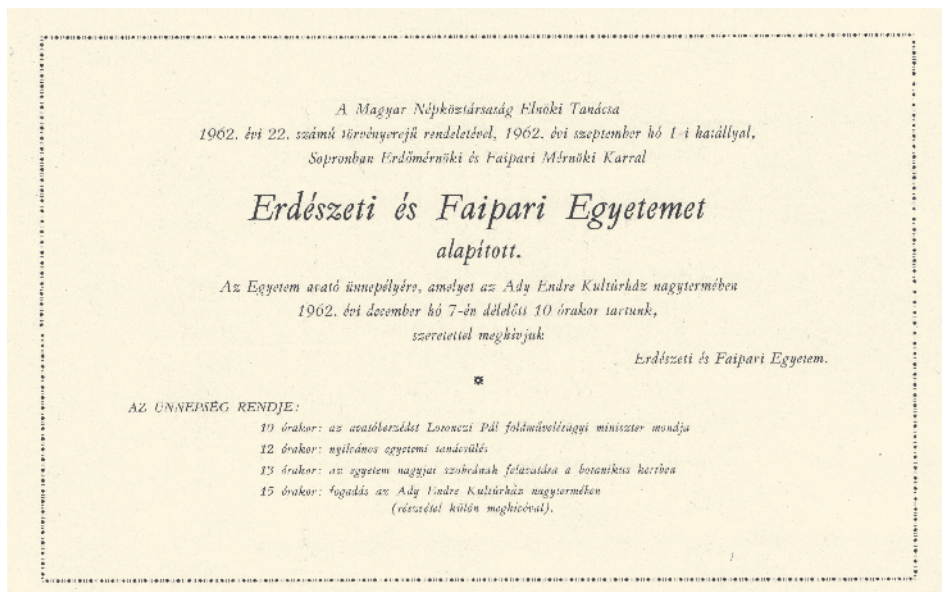 A Magyar Népköztársaság Elnöki Tanácsa
1962. évi 22. számú törvényerejű rendeletével, 1962. évi szeptember hó 1-i hatállyal,
Sopronban Erdőmérnöki és Faipari Mérnöki Karral
Erdészeti és Faipari Egyetemet
alapított.
Az Egyetem avató ünnepélyére, amelyet az Ady Endre Kultúrház nagytermében
1962. évi december hó 7-én délelőtt 10 órakor tartunk,
szeretettel meghívjuk
Erdészeti és Faipari Egyetem.
AZ ÜNNEPSÉG RENDJE:
10 órakor: az avatóbeszédet Losonczi Pál földművelésügyi miniszter mondja
12 órakor: nyilvános egyetemi tanácsülés
13 órakor: az egyetem nagyjai szobrának felavatása a botanikus kertben
15 órakor: fogadás az Ady Endre Kultúrház nagytermében
(részvétel külön meghívóval).